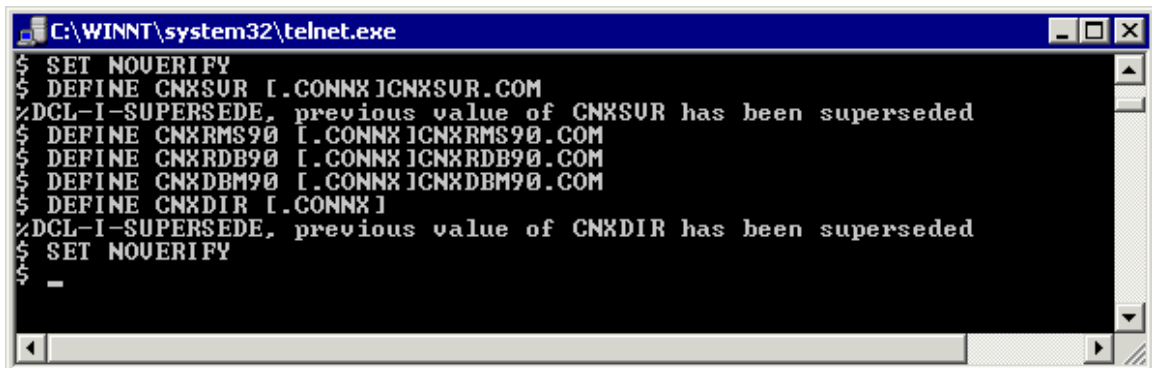 C:\WINNT\system32\telnet.exe
$ SET NOVERIFY
$ DEFINE CNXSVR [.CONNX]CNXSVR.COM
%DCL-I-SUPERSEDE, previous value of CNXSVR has been superseded
$ DEFINE CNXRMS90 [.CONNX]CNXRMS90.COM
$ DEFINE CNXRDB90 [.CONNX]CNXRDB90.COM
$ DEFINE CNXDBM90 [.CONNX]CNXDBM90.COM
$ DEFINE CNXDIR [.CONNX]
%DCL-I-SUPERSEDE, previous value of CNXDIR has been superseded
$ SET NOVERIFY
$ _